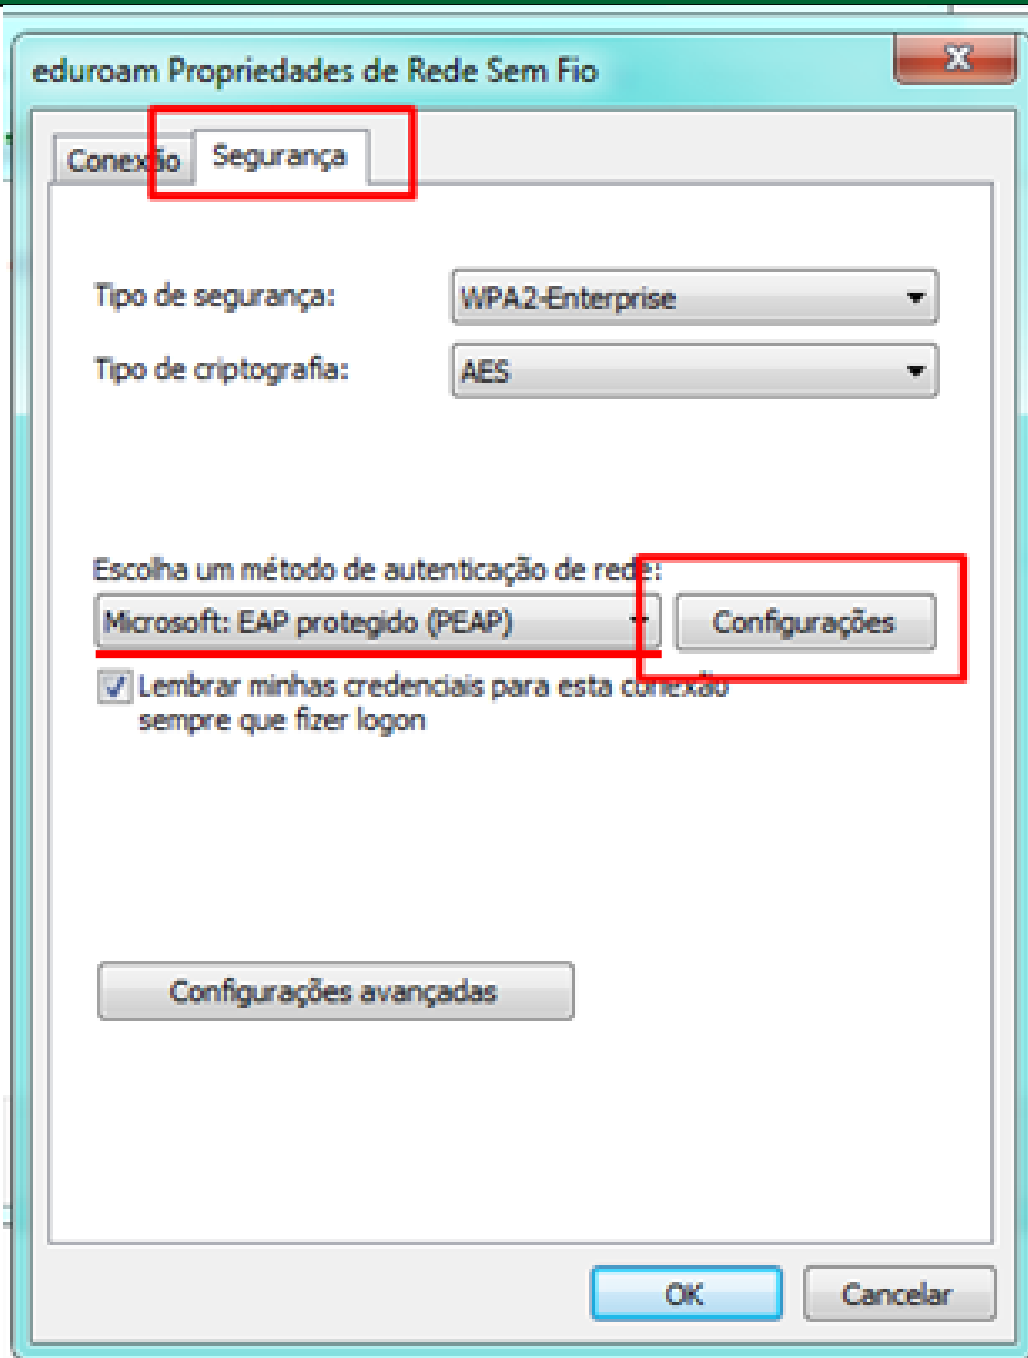 eduroam Propriedades de Rede Sem Fio
Conexão
Segurança
Tipo de segurança:
WPA2-Enterprise
Tipo de criptografia:
AES
Escolha um método de autenticação de rede:
Microsoft: EAP protegido (PEAP)
Configurações
Lembrar minhas credenciais para esta conexão
sempre que fizer logon
Configurações avançadas
OK
Cancelar